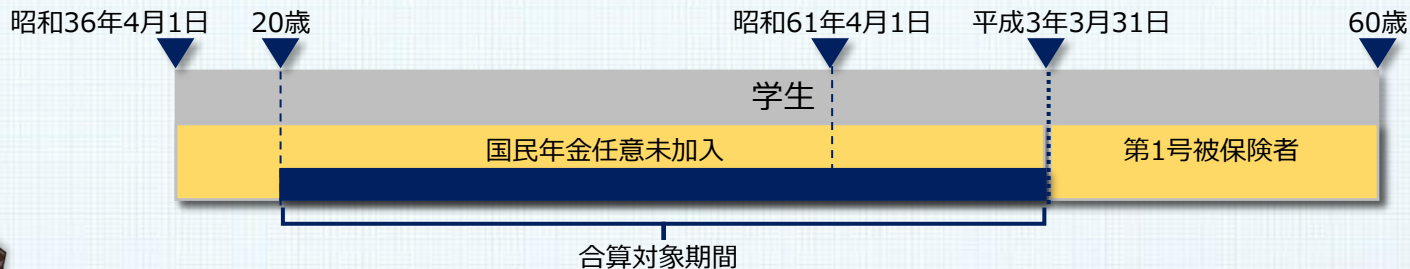 昭和36年4月1日 20歳 昭和61年4月1日 平成3年3月31日 60歳
学生
国民年金任意未加入 第1号被保険者
合算対象期間